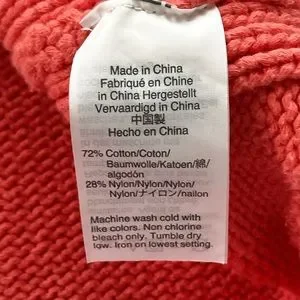 Made in China
Fabriqué en Chine
in China Hergestellt
Vervaardigd in China
中国製
Hecho en China
72% Cotton/Coton/
Baumwolle/Katoen/綿/
algodón
28% Nylon/Nylon/Nylon/
Nylon/ナイロン/nailon
Machine wash cold with
like colors. Non chlorine
bleach only. Tumble dry
low. Iron on lowest setting.